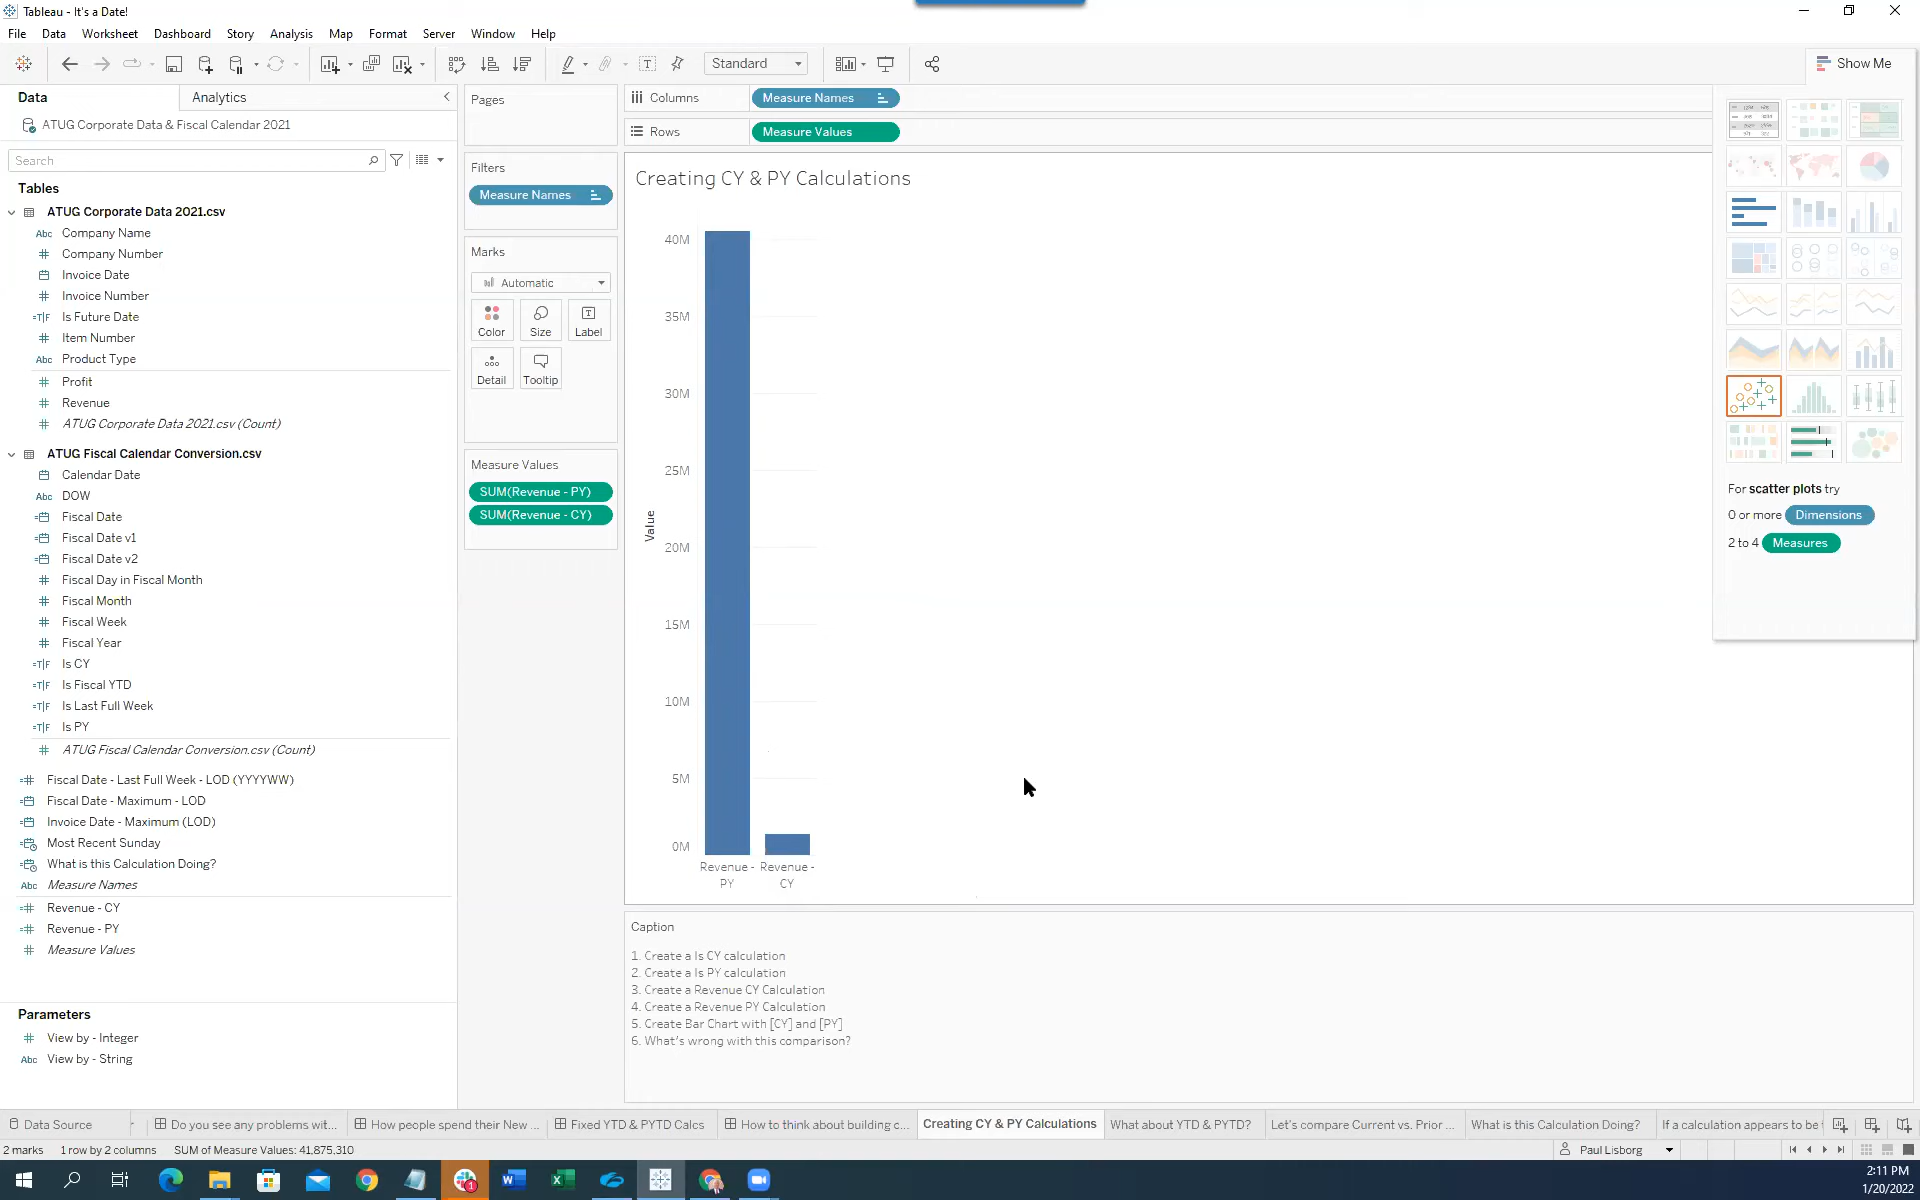 Tableau - It's a Date!
File Data Worksheet Dashboard Story Analysis Map Format Server Window Help
Standard
Show Me
Data Analytics
ATUG Corporate Data & Fiscal Calendar 2021
Search
Tables
ATUG Corporate Data 2021.csv
Abc Company Name
# Company Number
Invoice Date
# Invoice Number
=T|F Is Future Date
# Item Number
Abc Product Type
# Profit
# Revenue
# ATUG Corporate Data 2021.csv (Count)
ATUG Fiscal Calendar Conversion.csv
Calendar Date
Abc DOW
Fiscal Date
Fiscal Date v1
Fiscal Date v2
# Fiscal Day in Fiscal Month
# Fiscal Month
# Fiscal Week
# Fiscal Year
=T|F Is CY
=T|F Is Fiscal YTD
=T|F Is Last Full Week
=T|F Is PY
# ATUG Fiscal Calendar Conversion.csv (Count)
=# Fiscal Date - Last Full Week - LOD (YYYYWW)
Fiscal Date - Maximum - LOD
Invoice Date - Maximum (LOD)
Most Recent Sunday
What is this Calculation Doing?
Abc Measure Names
=# Revenue - CY
=# Revenue - PY
# Measure Values
Parameters
# View by - Integer
Abc View by - String
Pages
Filters
Measure Names
Marks
Automatic
Color Size Label
Detail Tooltip
Measure Values
SUM(Revenue - PY)
SUM(Revenue - CY)
Columns Measure Names
Rows Measure Values
Creating CY & PY Calculations
40M
35M
30M
25M
20M
15M
10M
5M
0M
Value
Revenue - PY
Revenue - CY
Caption
1. Create a Is CY calculation
2. Create a Is PY calculation
3. Create a Revenue CY Calculation
4. Create a Revenue PY Calculation
5. Create Bar Chart with [CY] and [PY]
6. What's wrong with this comparison?
For scatter plots try
0 or more Dimensions
2 to 4 Measures
Data Source Do you see any problems wit... How people spend their New ... Fixed YTD & PYTD Calcs How to think about building c... Creating CY & PY Calculations What about YTD & PYTD? Let's compare Current vs. Prior ... What is this Calculation Doing? If a calculation appears to be
2 marks 1 row by 2 columns SUM of Measure Values: 41,875,310 Paul Lisborg
2:11 PM
1/20/2022